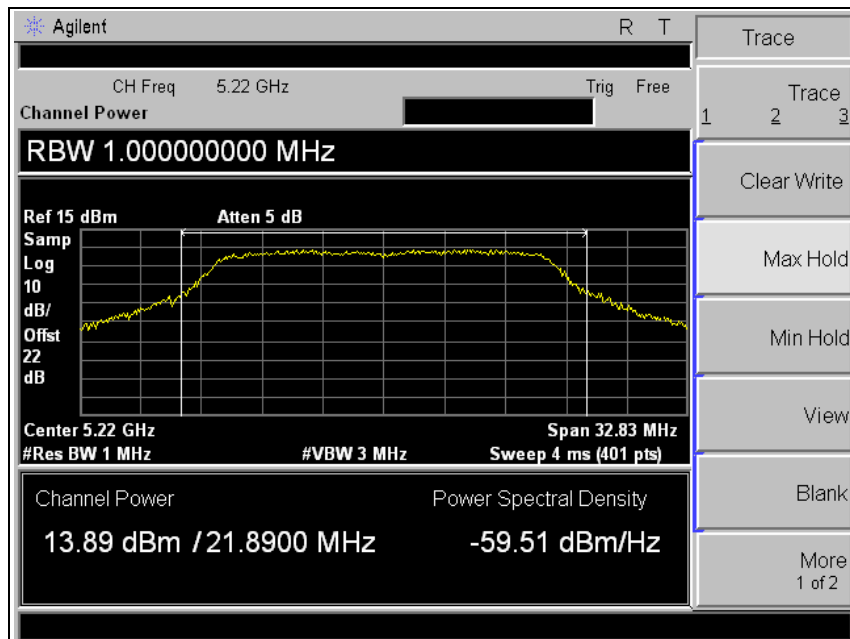 Agilent R T
Trace
CH Freq 5.22 GHz Trig Free
Channel Power
Trace
1 2 3
RBW 1.000000000 MHz
Clear Write
Ref 15 dBm Atten 5 dB
Samp
Log
10
dB/
Offst
22
dB
Max Hold
Min Hold
Center 5.22 GHz Span 32.83 MHz
#Res BW 1 MHz #VBW 3 MHz Sweep 4 ms (401 pts)
View
Channel Power Power Spectral Density
13.89 dBm / 21.8900 MHz -59.51 dBm/Hz
Blank
More
1 of 2